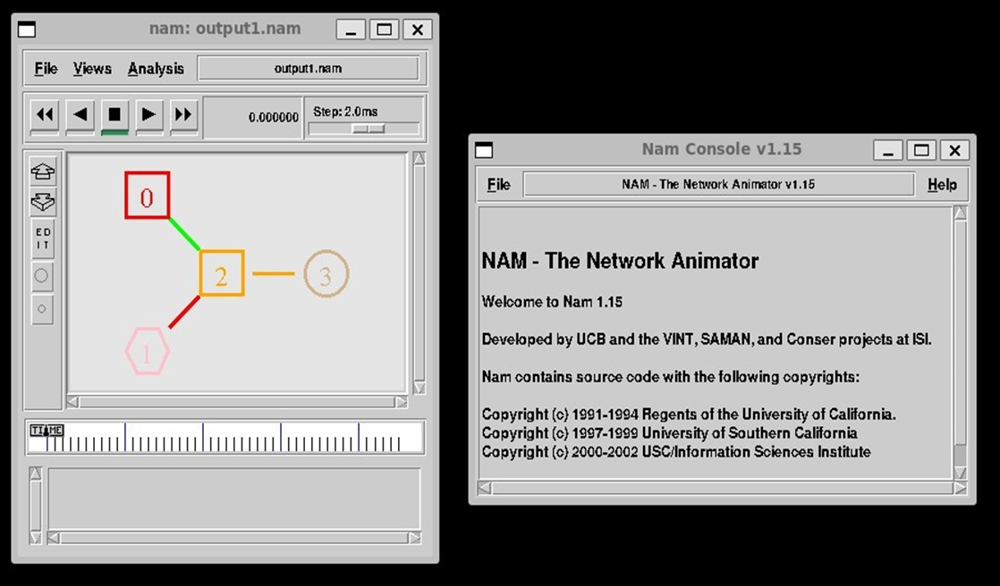 nam: output1.nam
File Views Analysis output1.nam
0.000000 Step: 2.0ms
ED
IT
0
2 3
1
TIME
Nam Console v1.15
File NAM - The Network Animator v1.15 Help
NAM - The Network Animator
Welcome to Nam 1.15
Developed by UCB and the VINT, SAMAN, and Conser projects at ISI.
Nam contains source code with the following copyrights:
Copyright (c) 1991-1994 Regents of the University of California.
Copyright (c) 1997-1999 University of Southern California
Copyright (c) 2000-2002 USC/Information Sciences Institute